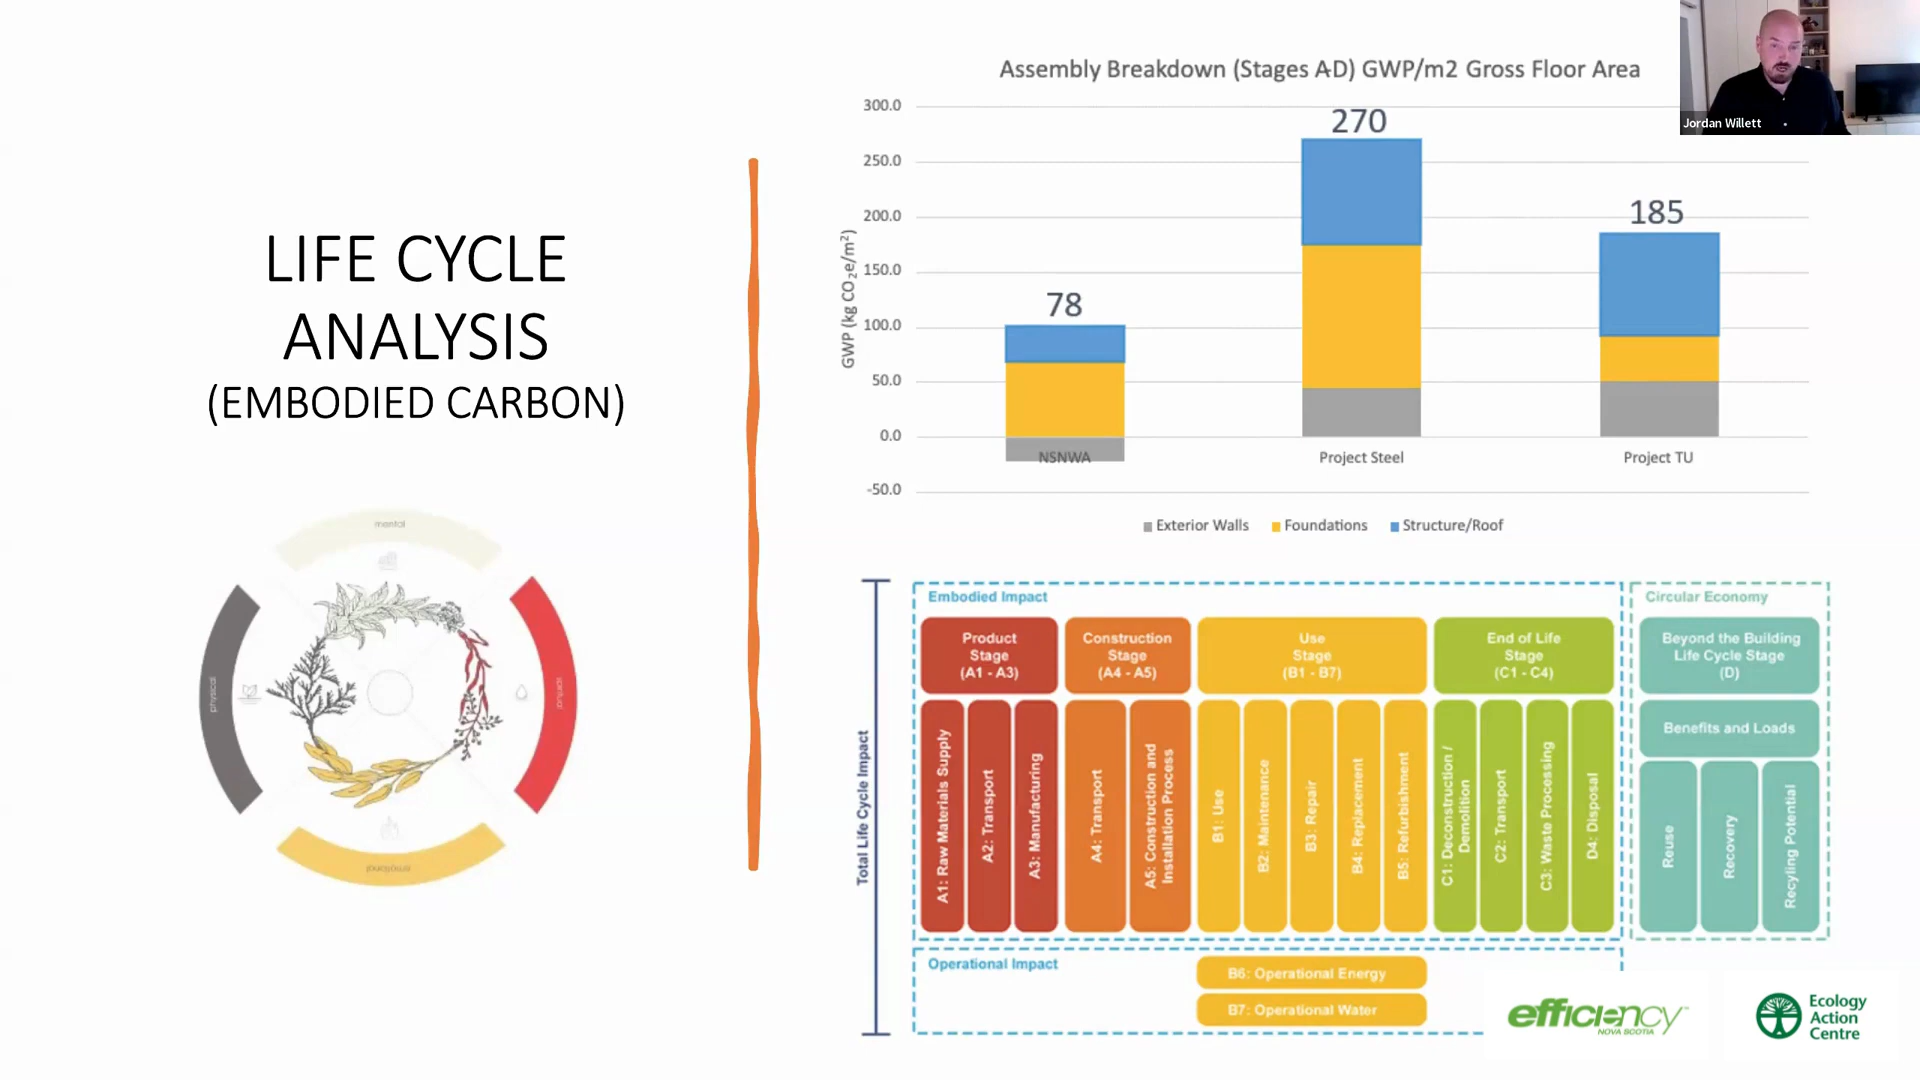 LIFE CYCLE
ANALYSIS
(EMBODIED CARBON)
mental
physical
spiritual
emotional
Assembly Breakdown (Stages A-D) GWP/m2 Gross Floor Area
GWP (kg CO2e/m²)
300.0
250.0
200.0
150.0
100.0
50.0
0.0
-50.0
78
270
185
NSNWA
Project Steel
Project TU
Exterior Walls
Foundations
Structure/Roof
Jordan Willett
Total Life Cycle Impact
Embodied Impact
Product
Stage
(A1 - A3)
Construction
Stage
(A4 - A5)
Use
Stage
(B1 - B7)
End of Life
Stage
(C1 - C4)
A1: Raw Materials Supply
A2: Transport
A3: Manufacturing
A4: Transport
A5: Construction and
Installation Process
B1: Use
B2: Maintenance
B3: Repair
B4: Replacement
B5: Refurbishment
C1: Deconstruction /
Demolition
C2: Transport
C3: Waste Processing
D4: Disposal
Circular Economy
Beyond the Building
Life Cycle Stage
(D)
Benefits and Loads
Reuse
Recovery
Recyling Potential
Operational Impact
B6: Operational Energy
B7: Operational Water
efficiency
NOVA SCOTIA
Ecology
Action
Centre